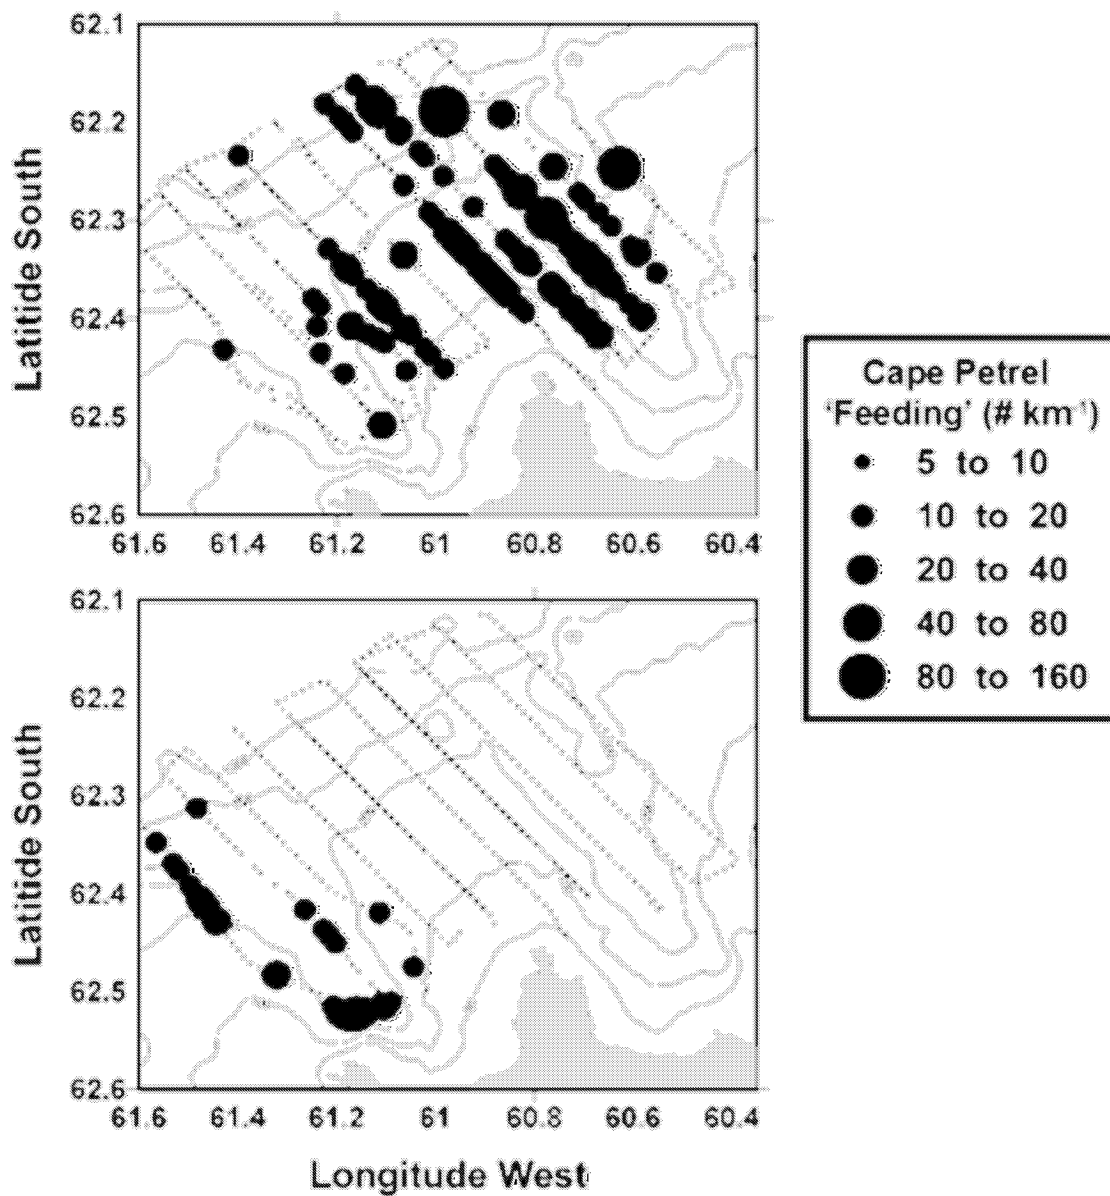 62.1
62.2
62.3
62.4
62.5
62.6
Latitide South
61.6 61.4 61.2 61 60.8 60.6 60.4
Cape Petrel
'Feeding' (# km⁻¹)
5 to 10
10 to 20
20 to 40
40 to 80
80 to 160
62.1
62.2
62.3
62.4
62.5
62.6
Latitide South
61.6 61.4 61.2 61 60.8 60.6 60.4
Longitude West